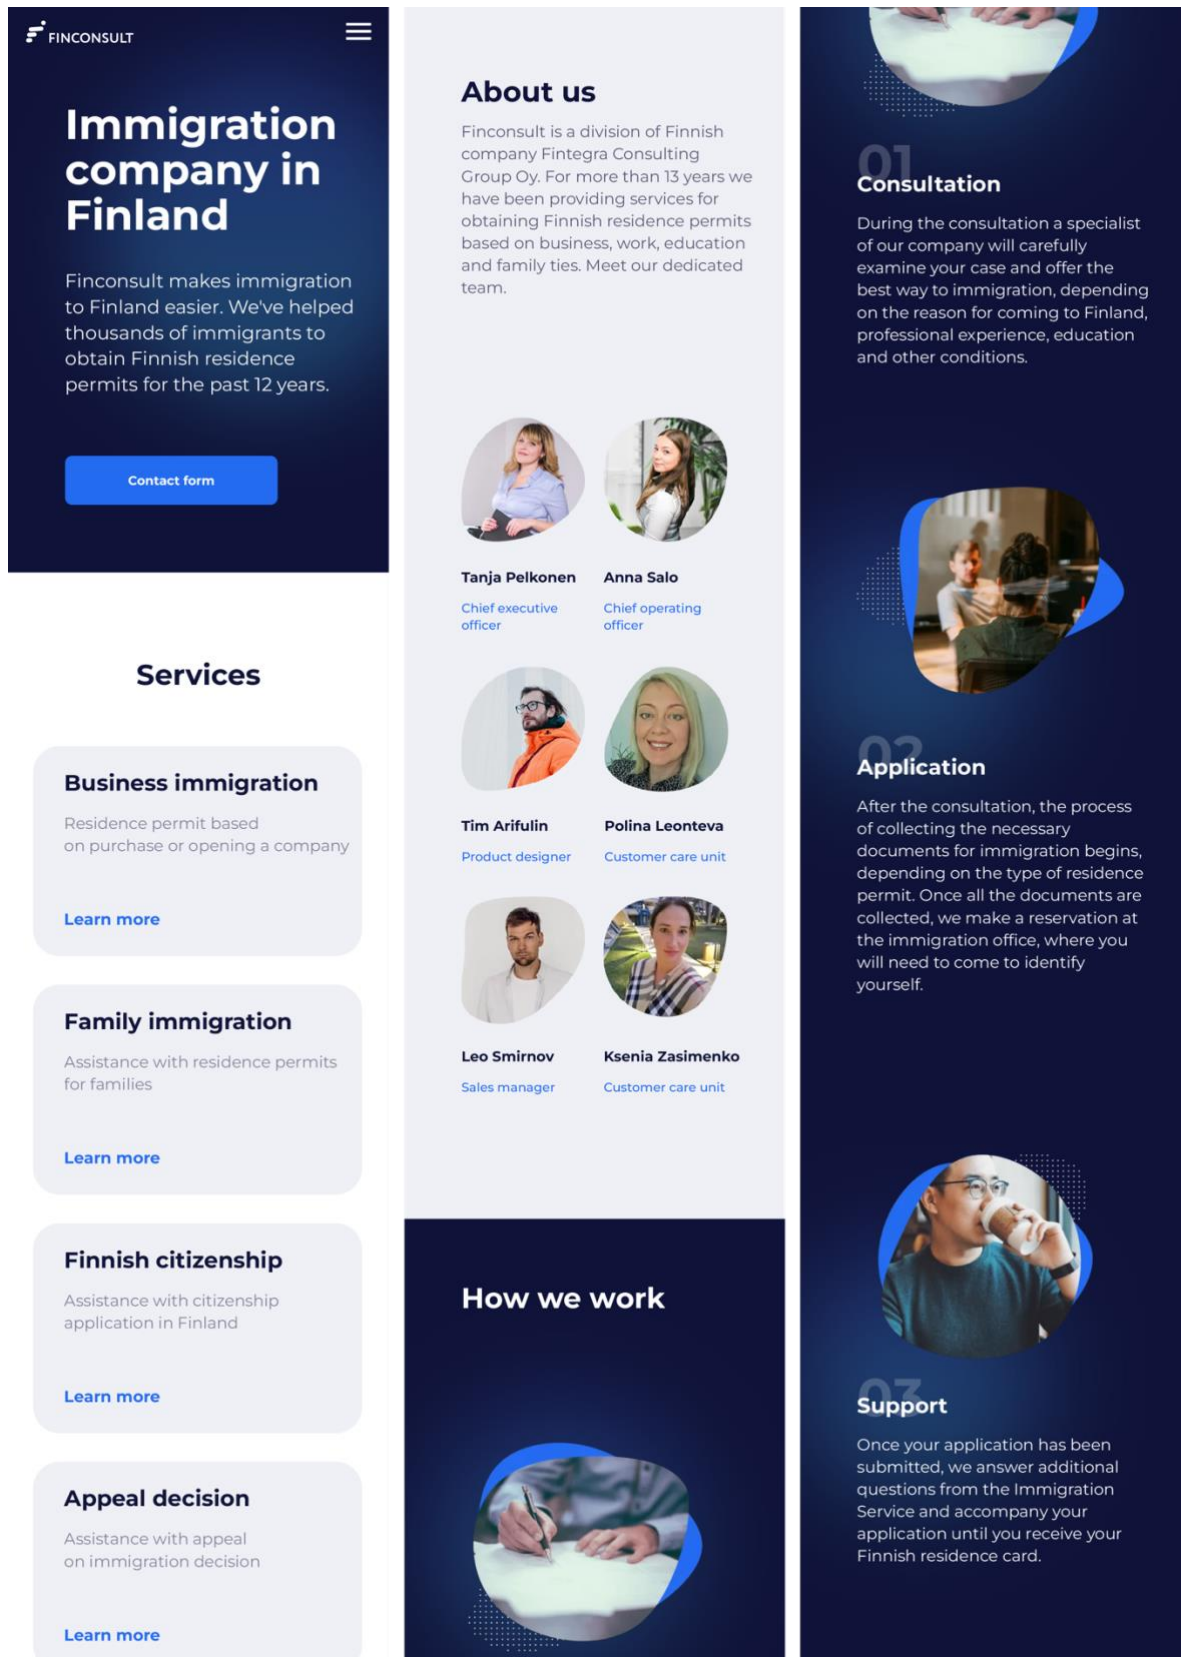 FINCONSULT
Immigration
company in
Finland
Finconsult makes immigration
to Finland easier. We've helped
thousands of immigrants to
obtain Finnish residence
permits for the past 12 years.
Contact form
Services
Business immigration
Residence permit based
on purchase or opening a company
Learn more
Family immigration
Assistance with residence permits
for families
Learn more
Finnish citizenship
Assistance with citizenship
application in Finland
Learn more
Appeal decision
Assistance with appeal
on immigration decision
Learn more
About us
Finconsult is a division of Finnish
company Fintegra Consulting
Group Oy. For more than 13 years we
have been providing services for
obtaining Finnish residence permits
based on business, work, education
and family ties. Meet our dedicated
team.
Tanja Pelkonen
Chief executive
officer
Anna Salo
Chief operating
officer
Tim Arifulin
Product designer
Polina Leonteva
Customer care unit
Leo Smirnov
Sales manager
Ksenia Zasimenko
Customer care unit
How we work
01
Consultation
During the consultation a specialist
of our company will carefully
examine your case and offer the
best way to immigration, depending
on the reason for coming to Finland,
professional experience, education
and other conditions.
02
Application
After the consultation, the process
of collecting the necessary
documents for immigration begins,
depending on the type of residence
permit. Once all the documents are
collected, we make a reservation at
the immigration office, where you
will need to come to identify
yourself.
03
Support
Once your application has been
submitted, we answer additional
questions from the Immigration
Service and accompany your
application until you receive your
Finnish residence card.